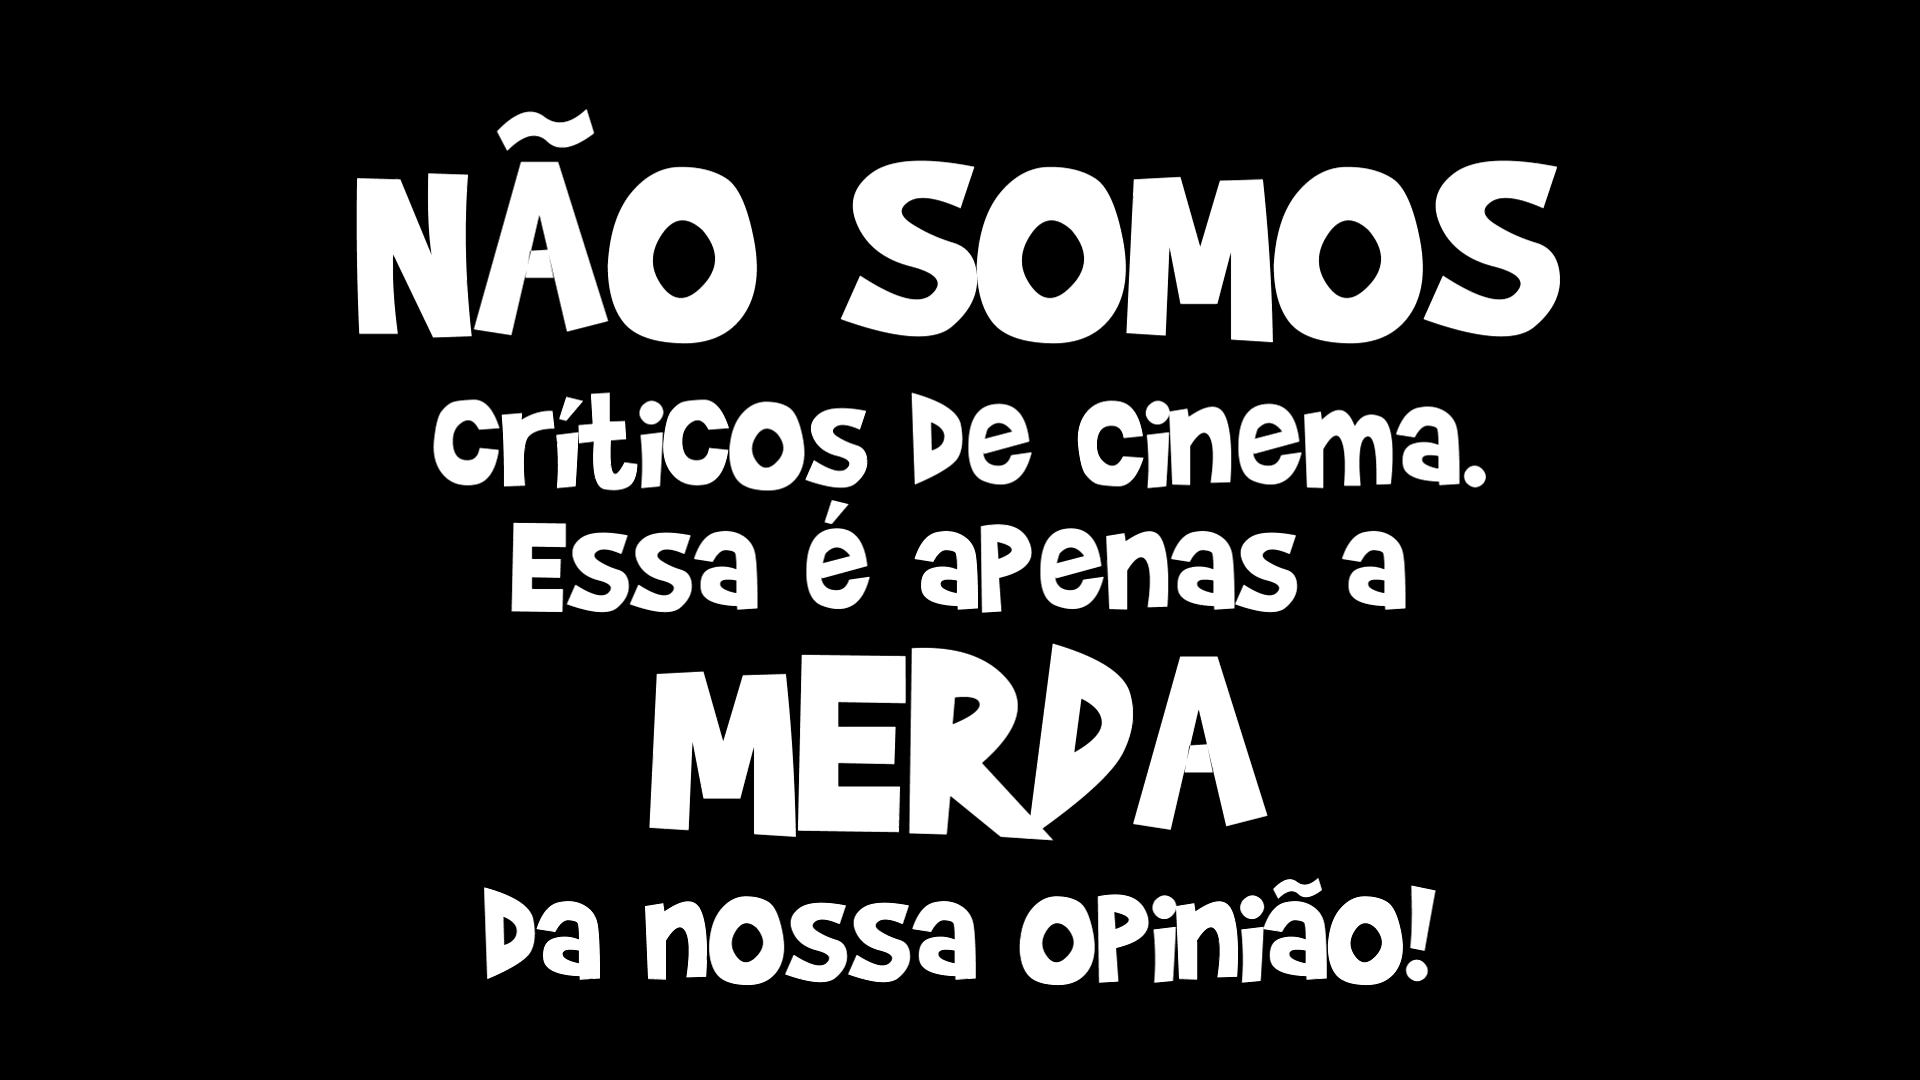 NÃO SOMOS
críticos de cinema.
Essa é apenas a
MERDA
da nossa opinião!